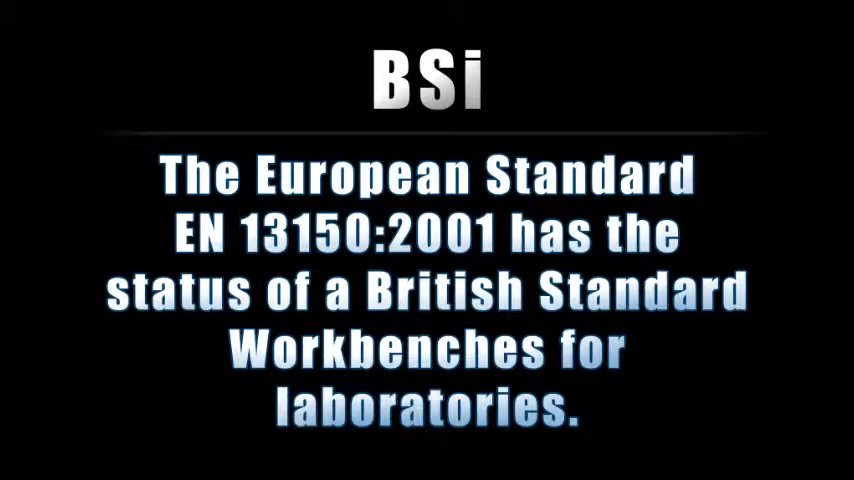 BSi
The European Standard
EN 13150:2001 has the
status of a British Standard
Workbenches for
laboratories.